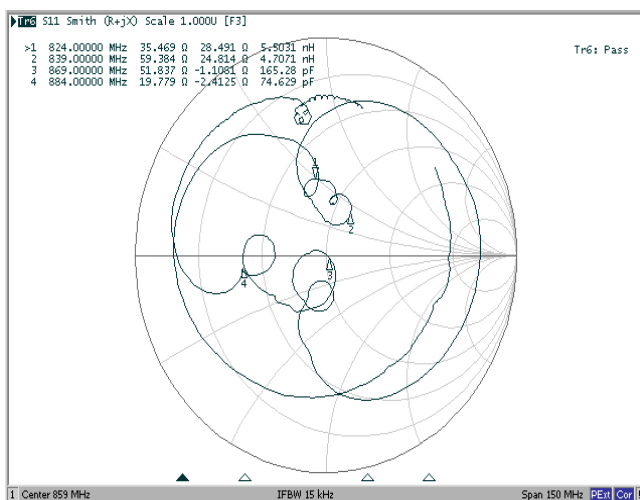 Tr6 S11 Smith (R+jX) Scale 1.000U [F3]
>1 824.00000 MHz 35.469 Ω 28.491 Ω 5.5031 nH
2 839.00000 MHz 59.384 Ω 24.814 Ω 4.7071 nH
3 869.00000 MHz 51.837 Ω -1.1081 Ω 165.28 pF
4 884.00000 MHz 19.779 Ω -2.4125 Ω 74.629 pF
Tr6: Pass
1
2
3
4
1 Center 859 MHz IFBW 15 kHz Span 150 MHz PExt Cor